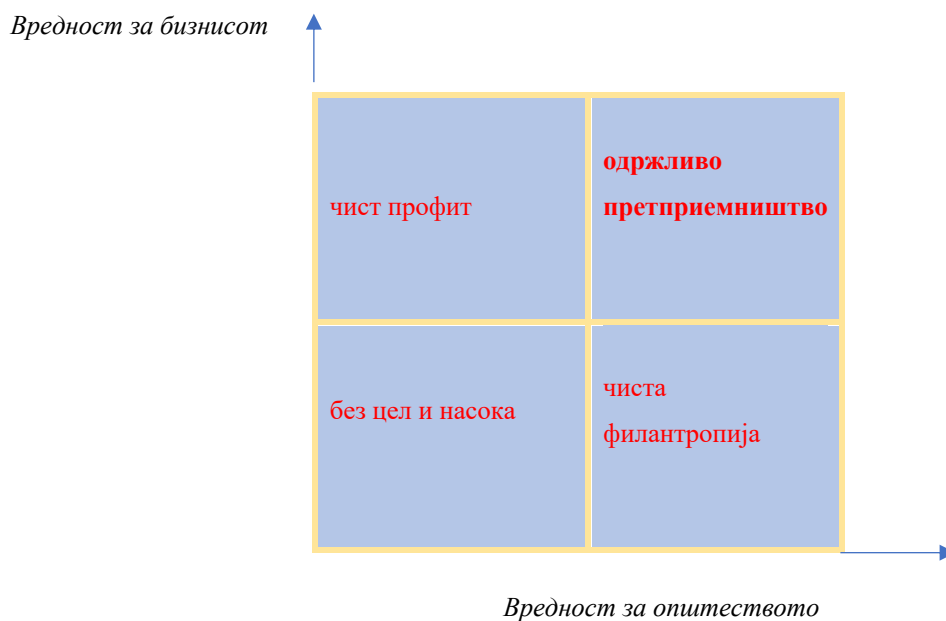 Вредност за бизнисот
чист профит
одржливо
претприемништво
без цел и насока
чиста
филантропија
Вредност за општеството